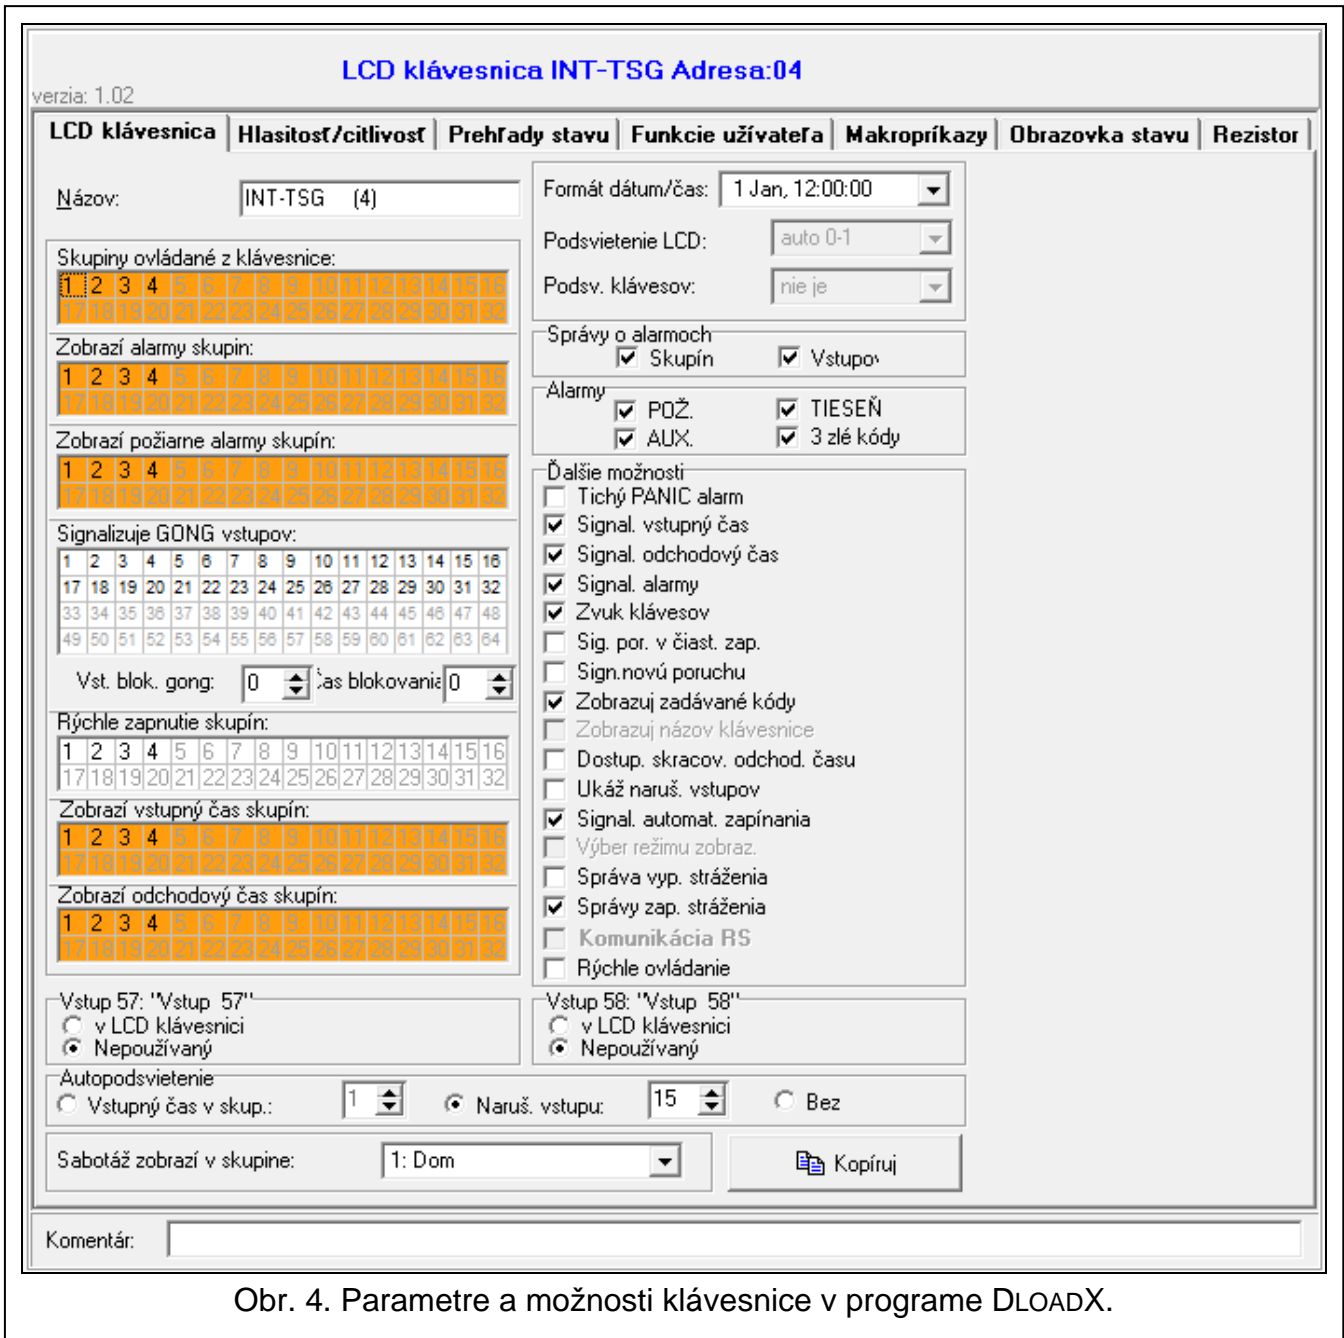 LCD klávesnica INT-TSG Adresa:04
verzia: 1.02
LCD klávesnica Hlasitosť/citlivosť Prehľady stavu Funkcie užívateľa Makropríkazy Obrazovka stavu Rezistor
Názov: INT-TSG (4)
Skupiny ovládané z klávesnice:
1 2 3 4 5 6 7 8 9 10 11 12 13 14 15 16
17 18 19 20 21 22 23 24 25 26 27 28 29 30 31 32
Zobrazí alarmy skupin:
1 2 3 4 5 6 7 8 9 10 11 12 13 14 15 16
17 18 19 20 21 22 23 24 25 26 27 28 29 30 31 32
Zobrazí požiarne alarmy skupín:
1 2 3 4 5 6 7 8 9 10 11 12 13 14 15 16
17 18 19 20 21 22 23 24 25 26 27 28 29 30 31 32
Signalizuje GONG vstupov:
1 2 3 4 5 6 7 8 9 10 11 12 13 14 15 16
17 18 19 20 21 22 23 24 25 26 27 28 29 30 31 32
33 34 35 36 37 38 39 40 41 42 43 44 45 46 47 48
49 50 51 52 53 54 55 56 57 58 59 60 61 62 63 64
Vst. blok. gong: 0 Čas blokovania 0
Rýchle zapnutie skupín:
1 2 3 4 5 6 7 8 9 10 11 12 13 14 15 16
17 18 19 20 21 22 23 24 25 26 27 28 29 30 31 32
Zobrazí vstupný čas skupín:
1 2 3 4 5 6 7 8 9 10 11 12 13 14 15 16
17 18 19 20 21 22 23 24 25 26 27 28 29 30 31 32
Zobrazí odchodový čas skupín:
1 2 3 4 5 6 7 8 9 10 11 12 13 14 15 16
17 18 19 20 21 22 23 24 25 26 27 28 29 30 31 32
Formát dátum/čas: 1 Jan, 12:00:00
Podsvietenie LCD: auto 0-1
Podsv. klávesov: nie je
Správy o alarmoch
Skupín Vstupov
Alarmy
POŽ. TIESEŇ
AUX. 3 zlé kódy
Ďalšie možnosti
Tichý PANIC alarm
Signal. vstupný čas
Signal. odchodový čas
Signal. alarmy
Zvuk klávesov
Sig. por. v čiast. zap.
Sign.novú poruchu
Zobrazuj zadávané kódy
Zobrazuj názov klávesnice
Dostup. skracov. odchod. času
Ukáž naruš. vstupov
Signal. automat. zapínania
Výber režimu zobraz.
Správa vyp. stráženia
Správy zap. stráženia
Komunikácia RS
Rýchle ovládanie
Vstup 57: "Vstup 57"
v LCD klávesnici
Nepoužívaný
Vstup 58: "Vstup 58"
v LCD klávesnici
Nepoužívaný
Autopodsvietenie
Vstupný čas v skup.: 1 Naruš. vstupu: 15 Bez
Sabotáž zobrazí v skupine: 1: Dom
Kopíruj
Komentár:
Obr. 4. Parametre a možnosti klávesnice v programe DLOADX.